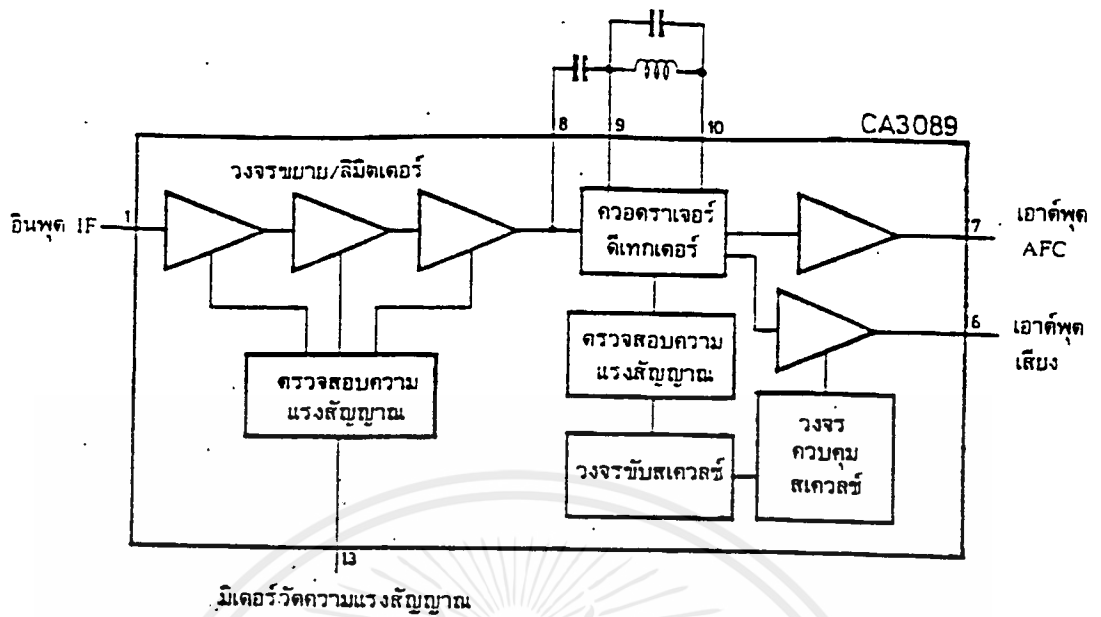 8
9
10
CA3089
วงจรขยาย/ลิมิตเตอร์
อินพุต IF
1
ควอดราเจอร์
ดีเทกเตอร์
7
เอาต์พุต
AFC
ตรวจสอบความ
แรงสัญญาณ
6
เอาต์พุต
เสียง
ตรวจสอบความ
แรงสัญญาณ
วงจร
ควบคุม
สเควลช์
วงจรขับสเควลช์
13
มิเตอร์วัดความแรงสัญญาณ